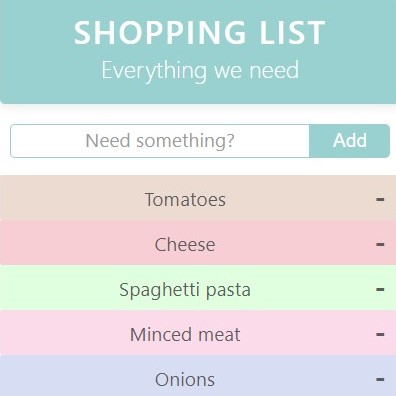 SHOPPING LIST
Everything we need
Need something? Add
Tomatoes -
Cheese -
Spaghetti pasta -
Minced meat -
Onions -